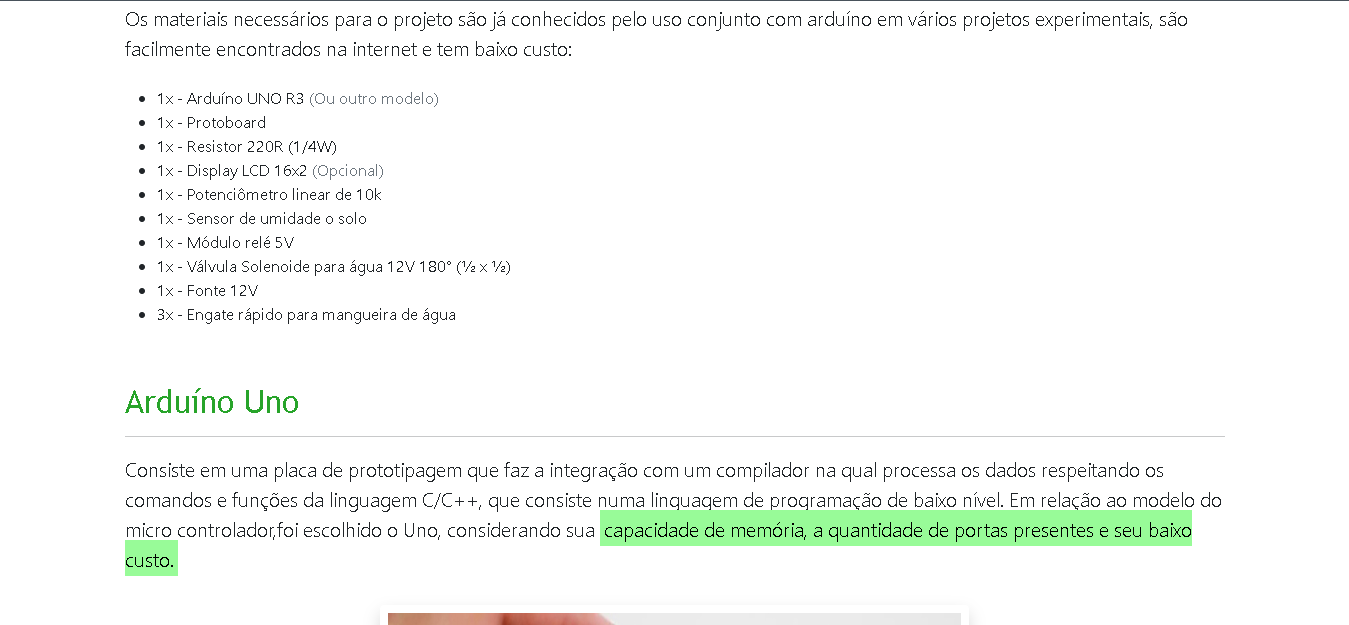 Os materiais necessários para o projeto são já conhecidos pelo uso conjunto com arduíno em vários projetos experimentais, são
facilmente encontrados na internet e tem baixo custo:
• 1x - Arduíno UNO R3 (Ou outro modelo)
• 1x - Protoboard
• 1x - Resistor 220R (1/4W)
• 1x - Display LCD 16x2 (Opcional)
• 1x - Potenciômetro linear de 10k
• 1x - Sensor de umidade o solo
• 1x - Módulo relé 5V
• 1x - Válvula Solenoide para água 12V 180° (½ x ½)
• 1x - Fonte 12V
• 3x - Engate rápido para mangueira de água
Arduíno Uno
Consiste em uma placa de prototipagem que faz a integração com um compilador na qual processa os dados respeitando os
comandos e funções da linguagem C/C++, que consiste numa linguagem de programação de baixo nível. Em relação ao modelo do
micro controlador,foi escolhido o Uno, considerando sua capacidade de memória, a quantidade de portas presentes e seu baixo
custo.